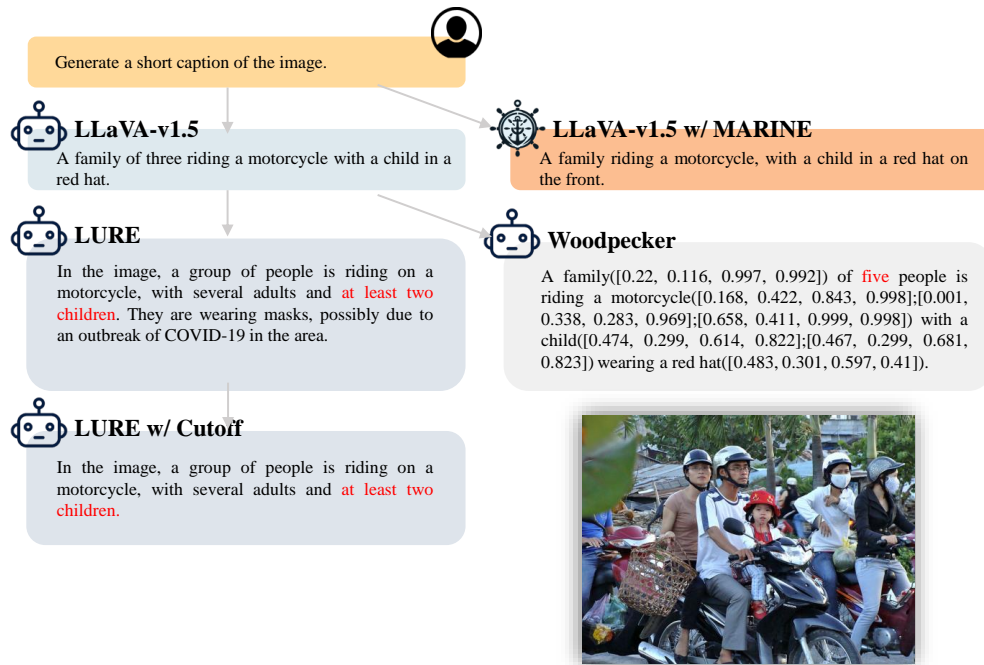 Generate a short caption of the image.
LLaVA-v1.5
A family of three riding a motorcycle with a child in a
red hat.
LLaVA-v1.5 w/ MARINE
A family riding a motorcycle, with a child in a red hat on
the front.
LURE
In the image, a group of people is riding on a
motorcycle, with several adults and at least two
children. They are wearing masks, possibly due to
an outbreak of COVID-19 in the area.
Woodpecker
A family([0.22, 0.116, 0.997, 0.992]) of five people is
riding a motorcycle([0.168, 0.422, 0.843, 0.998];[0.001,
0.338, 0.283, 0.969];[0.658, 0.411, 0.999, 0.998]) with a
child([0.474, 0.299, 0.614, 0.822];[0.467, 0.299, 0.681,
0.823]) wearing a red hat([0.483, 0.301, 0.597, 0.41]).
LURE w/ Cutoff
In the image, a group of people is riding on a
motorcycle, with several adults and at least two
children.